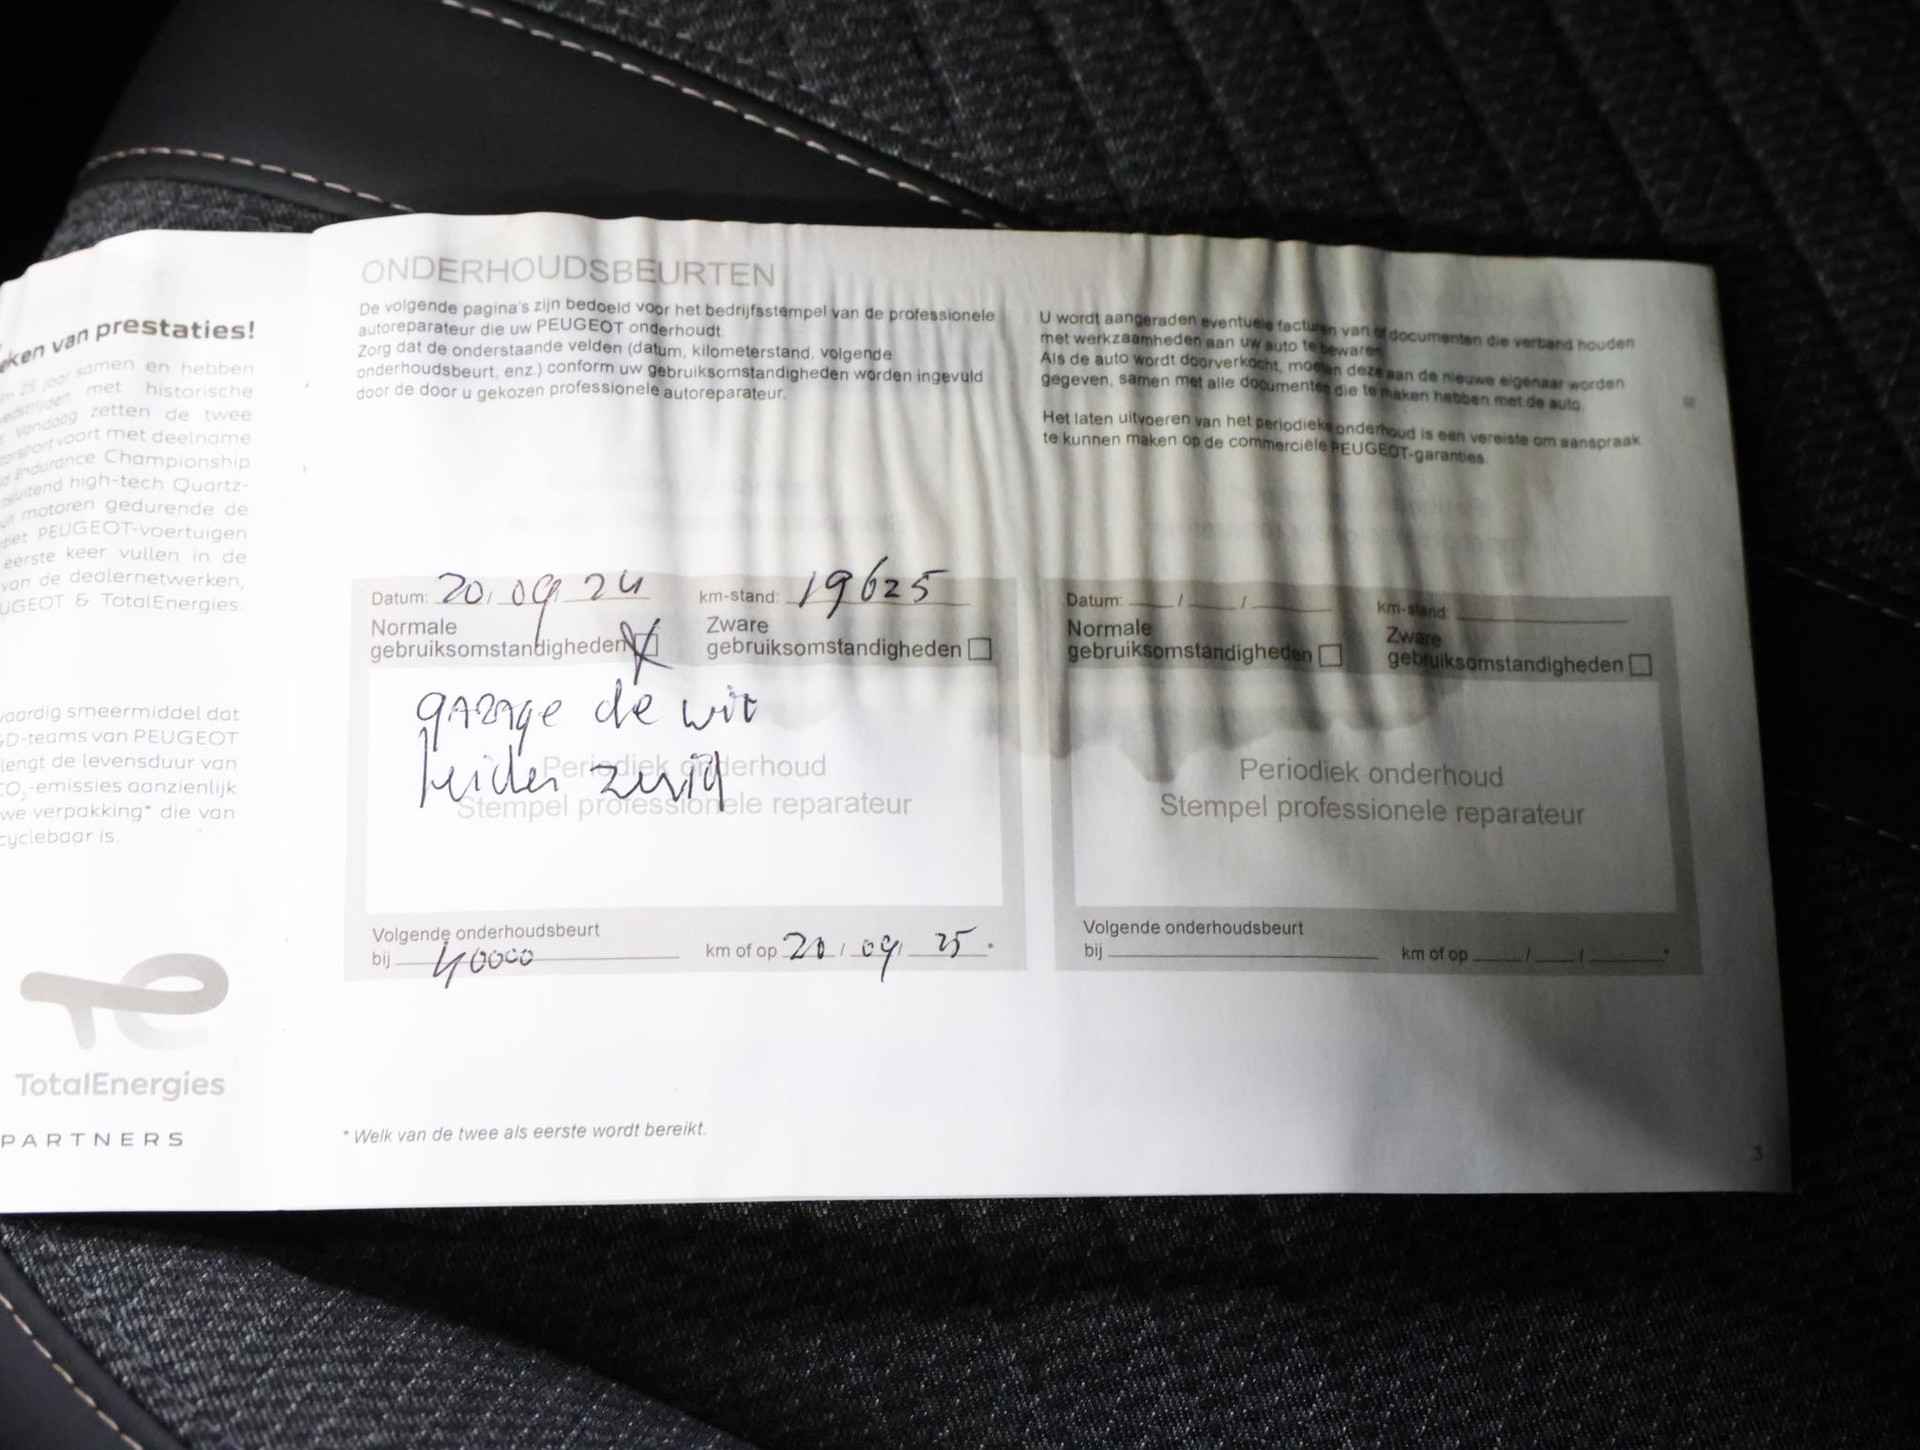 eken van prestaties!
25 jaar samen en hebben
met historische
Vandaag zetten de twee
voort met deelname
Endurance Championship
high-tech Quartz-
motoren gedurende de
PEUGEOT-voertuigen
eerste keer vullen in de
van de dealernetwerken,
UGEOT & TotalEnergies.
aardig smeermiddel dat
D-teams van PEUGEOT
lengt de levensduur van
CO₂-emissies aanzienlijk
we verpakking* die van
cyclebaar is.
TotalEnergies
PARTNERS
ONDERHOUDSBEURTEN
De volgende pagina's zijn bedoeld voor het bedrijfsstempel van de professionele
autoreparateur die uw PEUGEOT onderhoudt.
Zorg dat de onderstaande velden (datum, kilometerstand, volgende
onderhoudsbeurt, enz.) conform uw gebruiksomstandigheden worden ingevuld
door de door u gekozen professionele autoreparateur.
U wordt aangeraden eventuele facturen van of documenten die verband houden
met werkzaamheden aan uw auto te bewaren.
Als de auto wordt doorverkocht, moeten deze aan de nieuwe eigenaar worden
gegeven, samen met alle documenten die te maken hebben met de auto.
Het laten uitvoeren van het periodieke onderhoud is een vereiste om aanspraak
te kunnen maken op de commerciële PEUGEOT-garanties.
Datum: 20/09/24 km-stand: 19625
Normale Zware
gebruiksomstandigheden gebruiksomstandigheden
garage de wit
Periodiek onderhoud
Stempel professionele reparateur
Volgende onderhoudsbeurt
bij 40000 km of op 20/09/25*
Datum: / / km-stand:
Normale Zware
gebruiksomstandigheden gebruiksomstandigheden
Periodiek onderhoud
Stempel professionele reparateur
Volgende onderhoudsbeurt
bij km of op / / *
* Welk van de twee als eerste wordt bereikt.
3